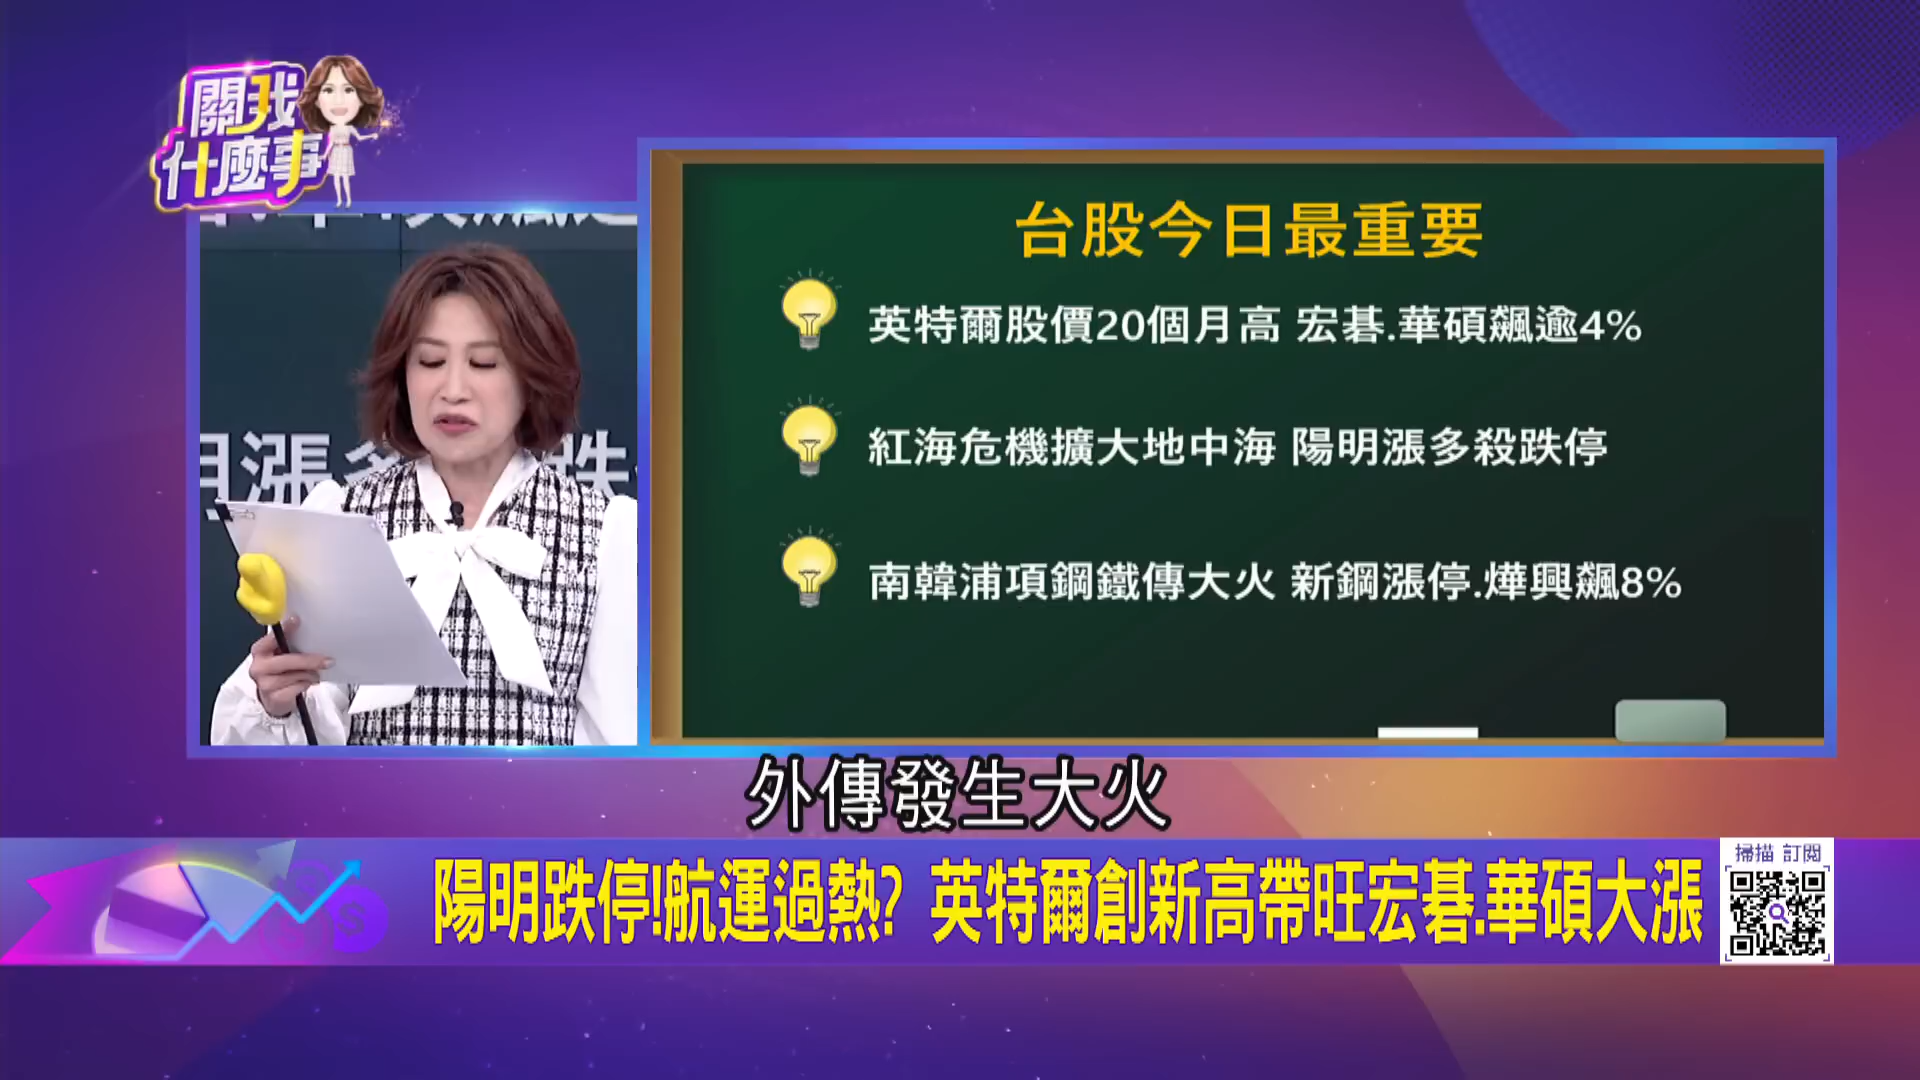 關我
什麼事
台股今日最重要
英特爾股價20個月高 宏碁.華碩飆逾4%
紅海危機擴大地中海 陽明漲多殺跌停
南韓浦項鋼鐵傳大火 新鋼漲停.燁興飆8%
明漲多 跌
外傳發生大火
陽明跌停!航運過熱? 英特爾創新高帶旺宏碁.華碩大漲
掃描 訂閱